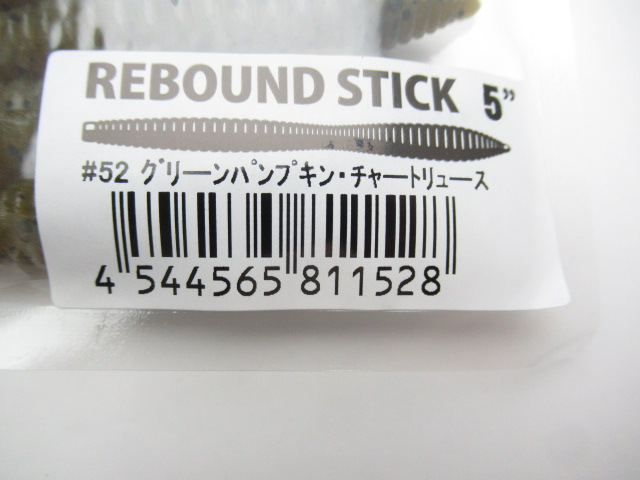 REBOUND STICK 5”
#52 グリーンパンプキン・チャートリュース
4 544565 811528